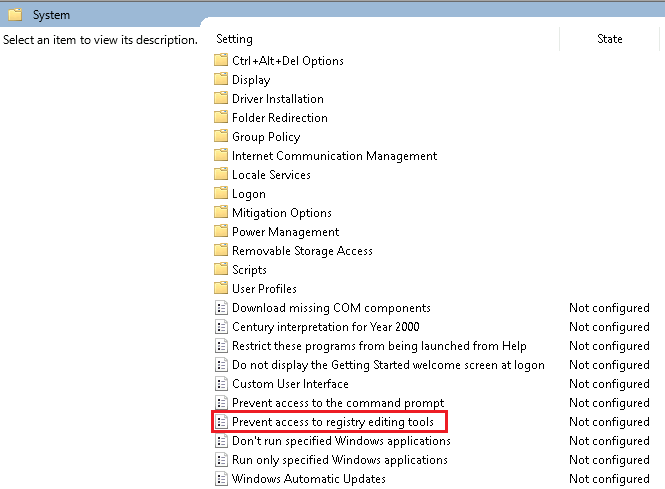 System
Select an item to view its description.
Setting State
Ctrl+Alt+Del Options
Display
Driver Installation
Folder Redirection
Group Policy
Internet Communication Management
Locale Services
Logon
Mitigation Options
Power Management
Removable Storage Access
Scripts
User Profiles
Download missing COM components Not configured
Century interpretation for Year 2000 Not configured
Restrict these programs from being launched from Help Not configured
Do not display the Getting Started welcome screen at logon Not configured
Custom User Interface Not configured
Prevent access to the command prompt Not configured
Prevent access to registry editing tools Not configured
Don't run specified Windows applications Not configured
Run only specified Windows applications Not configured
Windows Automatic Updates Not configured